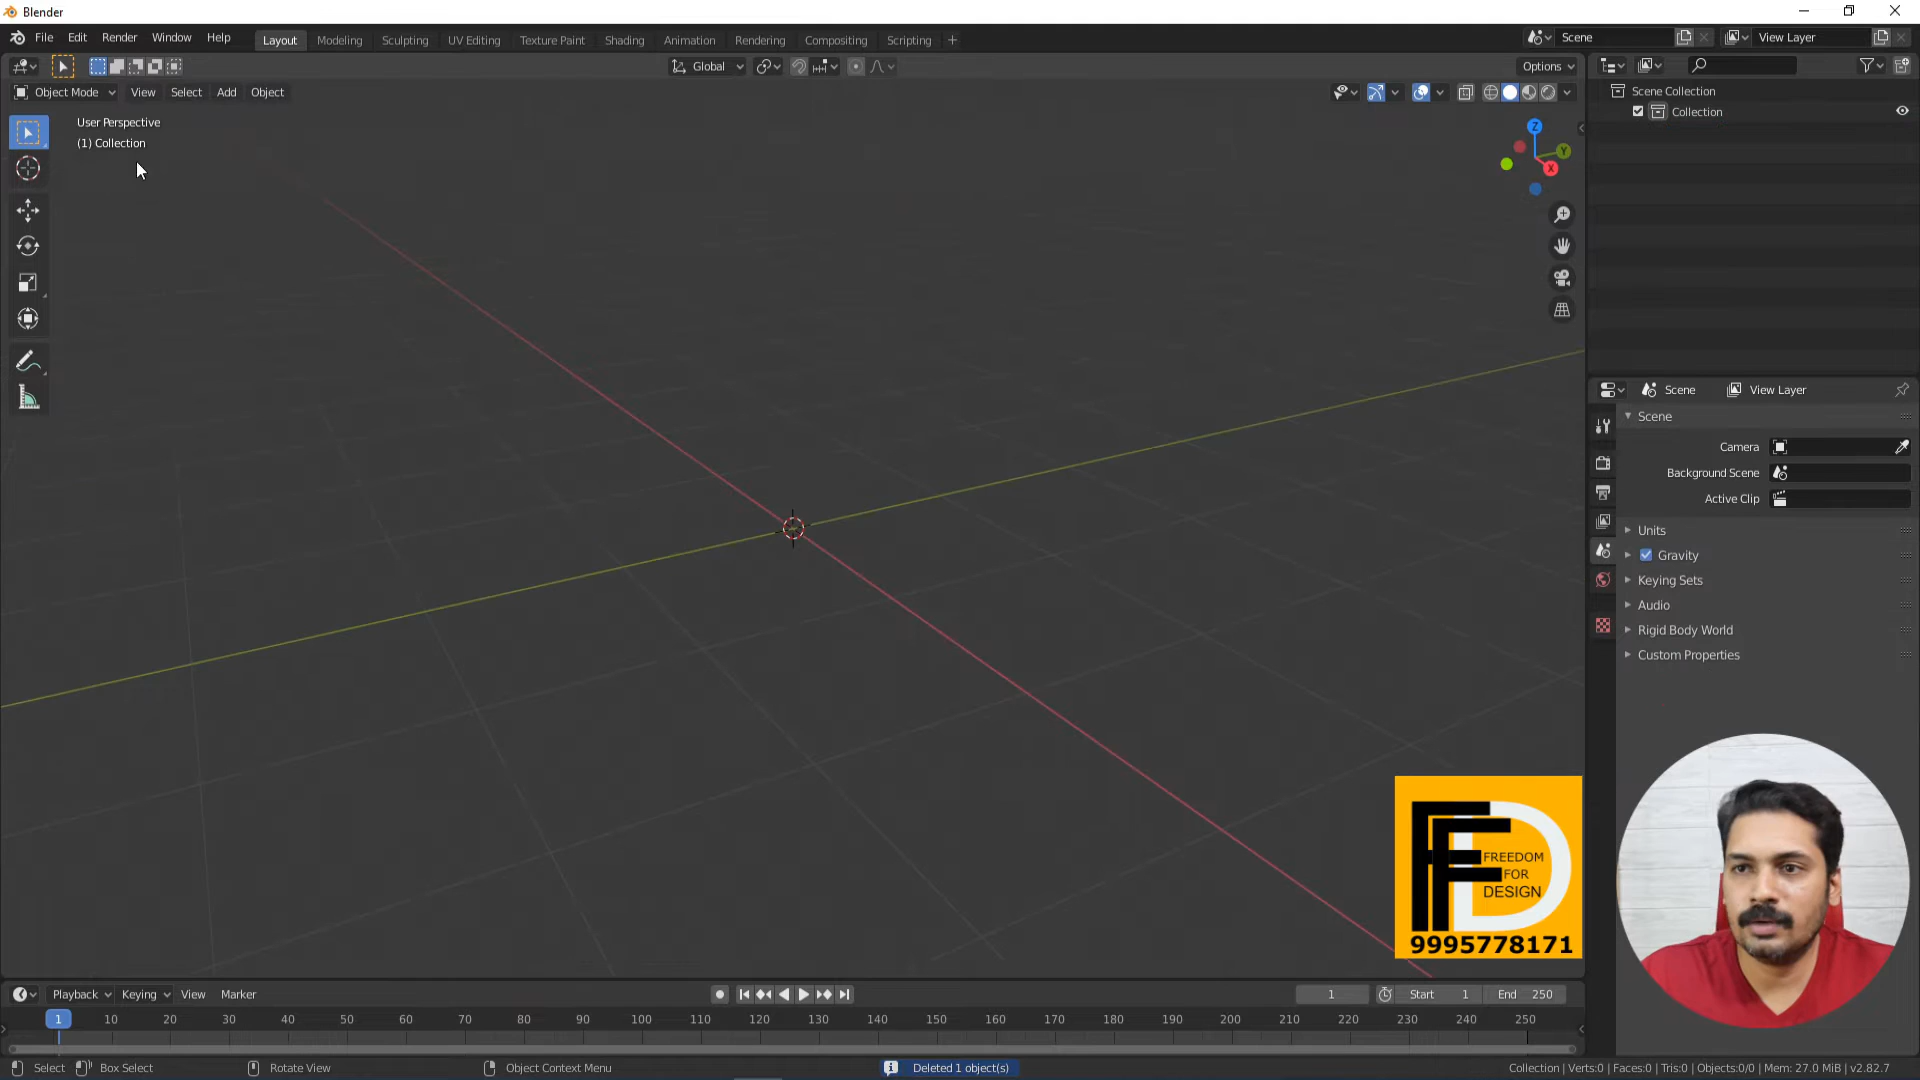 Blender
File Edit Render Window Help Layout Modeling Sculpting UV Editing Texture Paint Shading Animation Rendering Compositing Scripting + Scene View Layer
Global Options
Object Mode View Select Add Object
User Perspective
(1) Collection
Z
Y
X
Scene Collection
Collection
Scene View Layer
Scene
Camera
Background Scene
Active Clip
Units
Gravity
Keying Sets
Audio
Rigid Body World
Custom Properties
FREEDOM
FOR
DESIGN
9995778171
Playback Keying View Marker 1 Start 1 End 250
1 10 20 30 40 50 60 70 80 90 100 110 120 130 140 150 160 170 180 190 200 210 220 230 240 250
Select Box Select Rotate View Object Context Menu Deleted 1 object(s) Collection | Verts:0 | Faces:0 | Tris:0 | Objects:0/0 | Mem: 27.0 MiB | v2.82.7